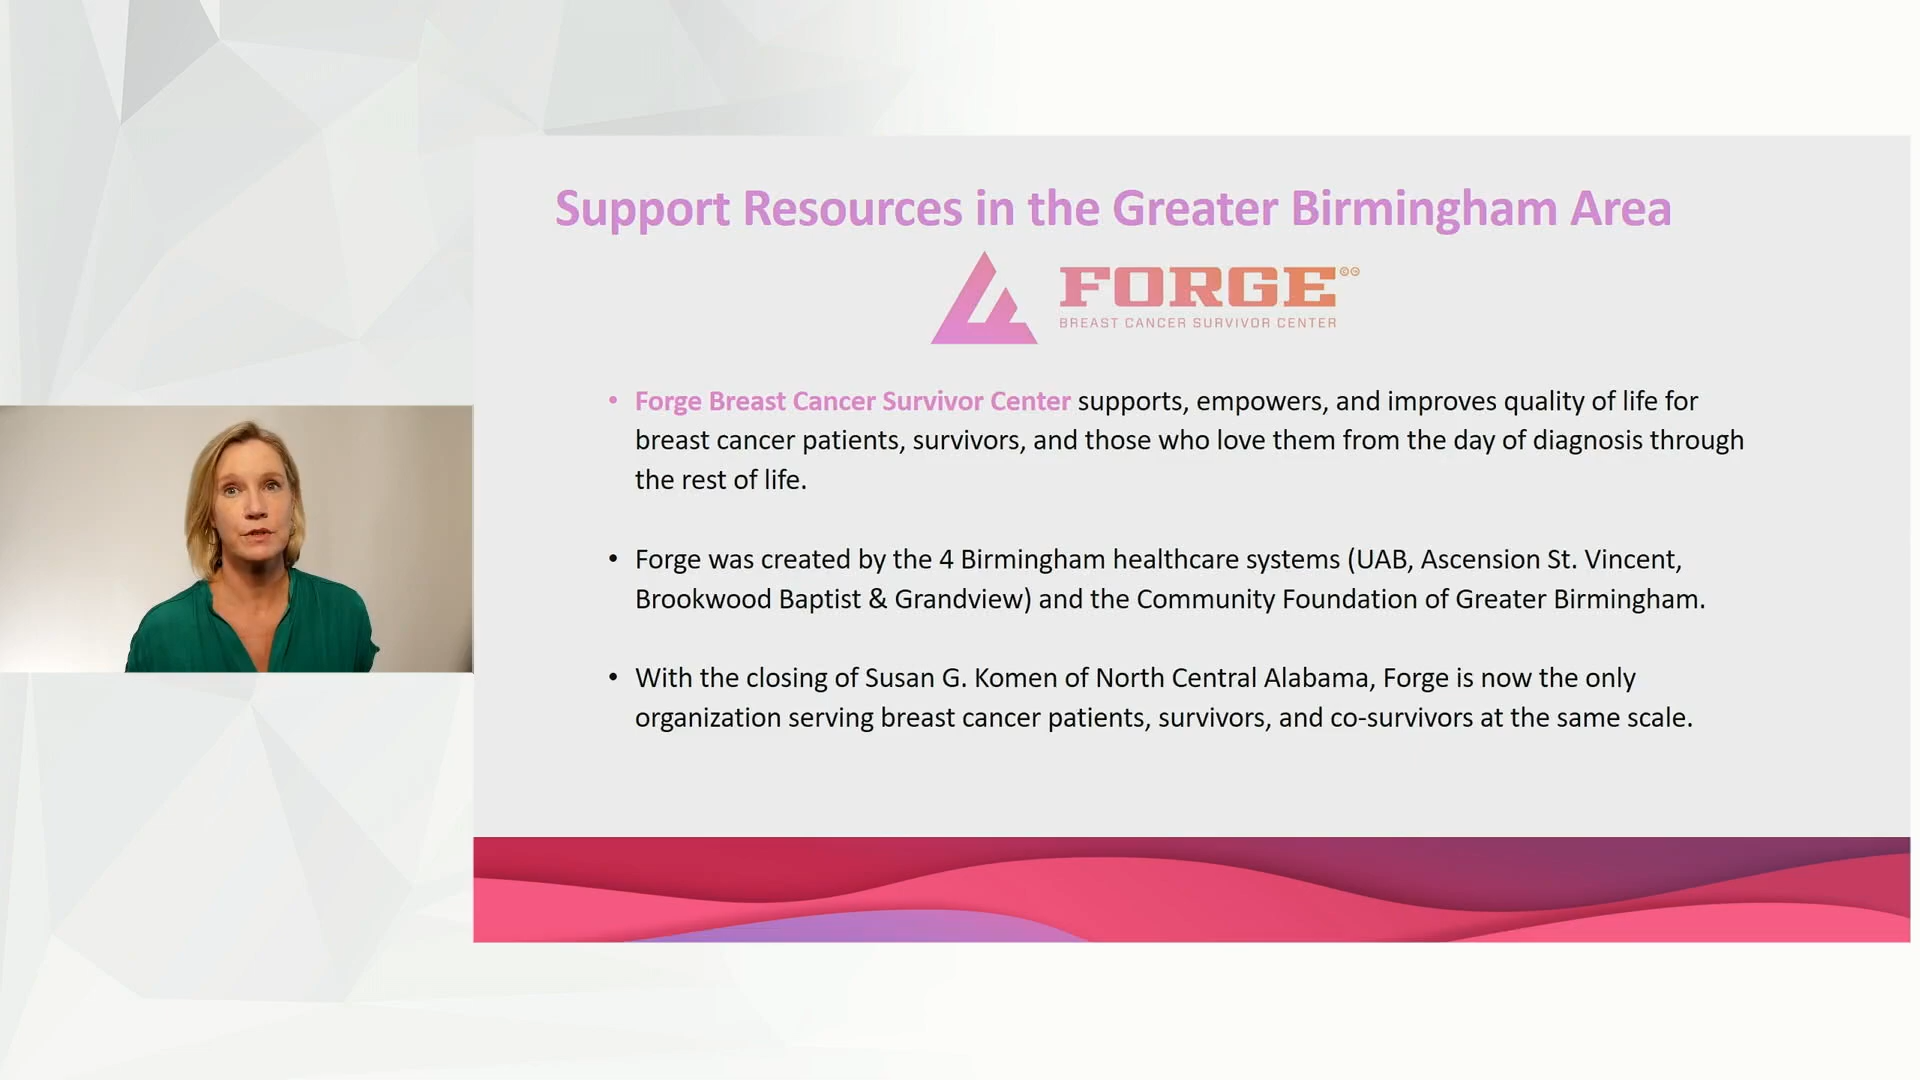 Support Resources in the Greater Birmingham Area
FORGE
BREAST CANCER SURVIVOR CENTER
• Forge Breast Cancer Survivor Center supports, empowers, and improves quality of life for
breast cancer patients, survivors, and those who love them from the day of diagnosis through
the rest of life.
• Forge was created by the 4 Birmingham healthcare systems (UAB, Ascension St. Vincent,
Brookwood Baptist & Grandview) and the Community Foundation of Greater Birmingham.
• With the closing of Susan G. Komen of North Central Alabama, Forge is now the only
organization serving breast cancer patients, survivors, and co-survivors at the same scale.